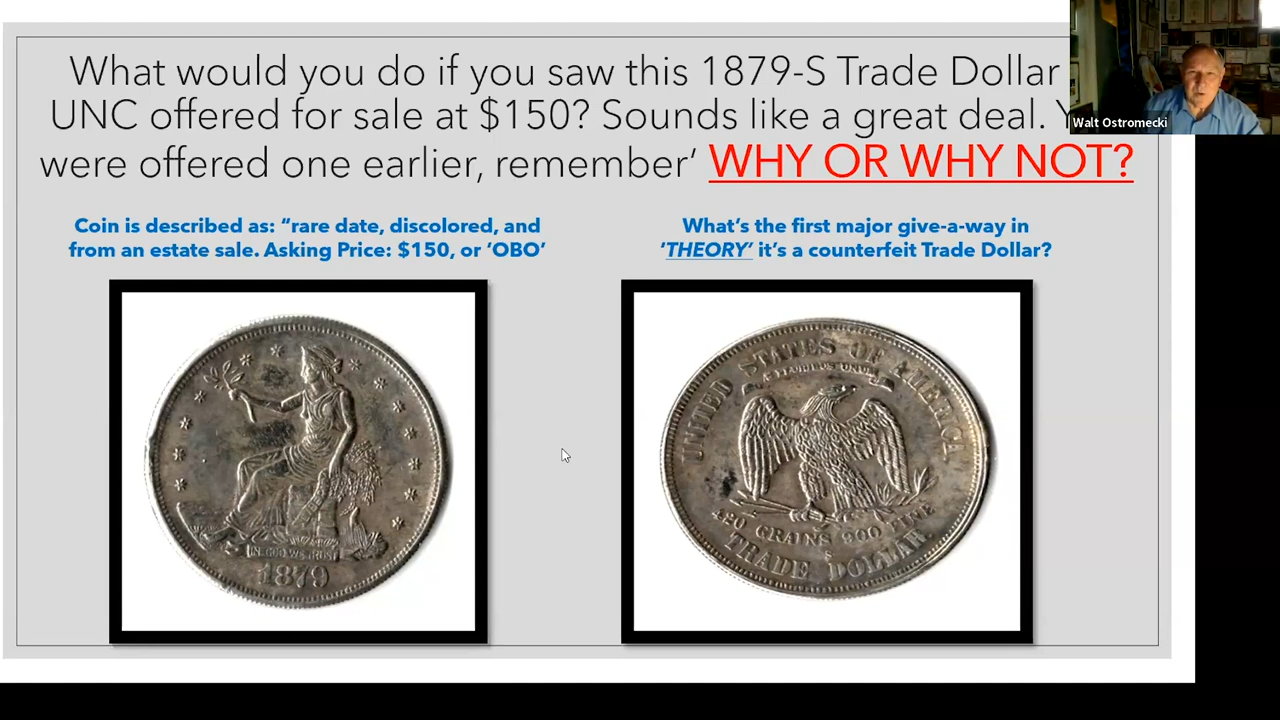 What would you do if you saw this 1879-S Trade Dollar
UNC offered for sale at $150? Sounds like a great deal. Y
were offered one earlier, remember’ WHY OR WHY NOT?
Walt Ostromecki
Coin is described as: “rare date, discolored, and
from an estate sale. Asking Price: $150, or ‘OBO’
What’s the first major give-a-way in
‘THEORY’ it’s a counterfeit Trade Dollar?
IN GOD WE TRUST
1879
UNITED STATES OF AMERICA
E PLURIBUS UNUM
420 GRAINS 900 FINE
S
TRADE DOLLAR